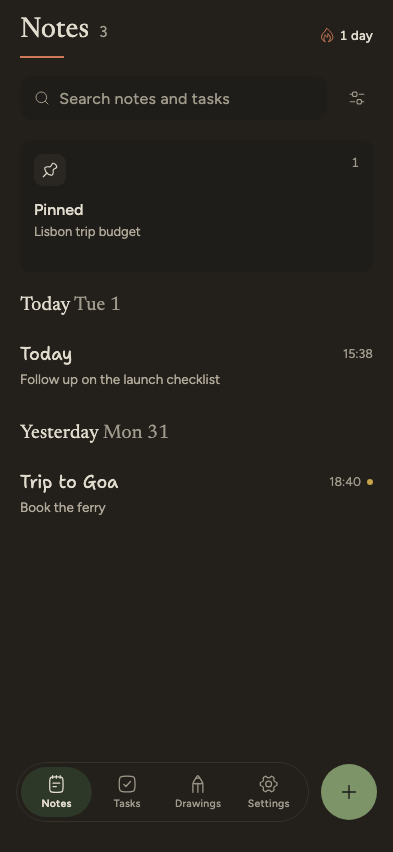 Notes 3
1 day
Search notes and tasks
1
Pinned
Lisbon trip budget
Today Tue 1
Today 15:38
Follow up on the launch checklist
Yesterday Mon 31
Trip to Goa 18:40
Book the ferry
Notes Tasks Drawings Settings